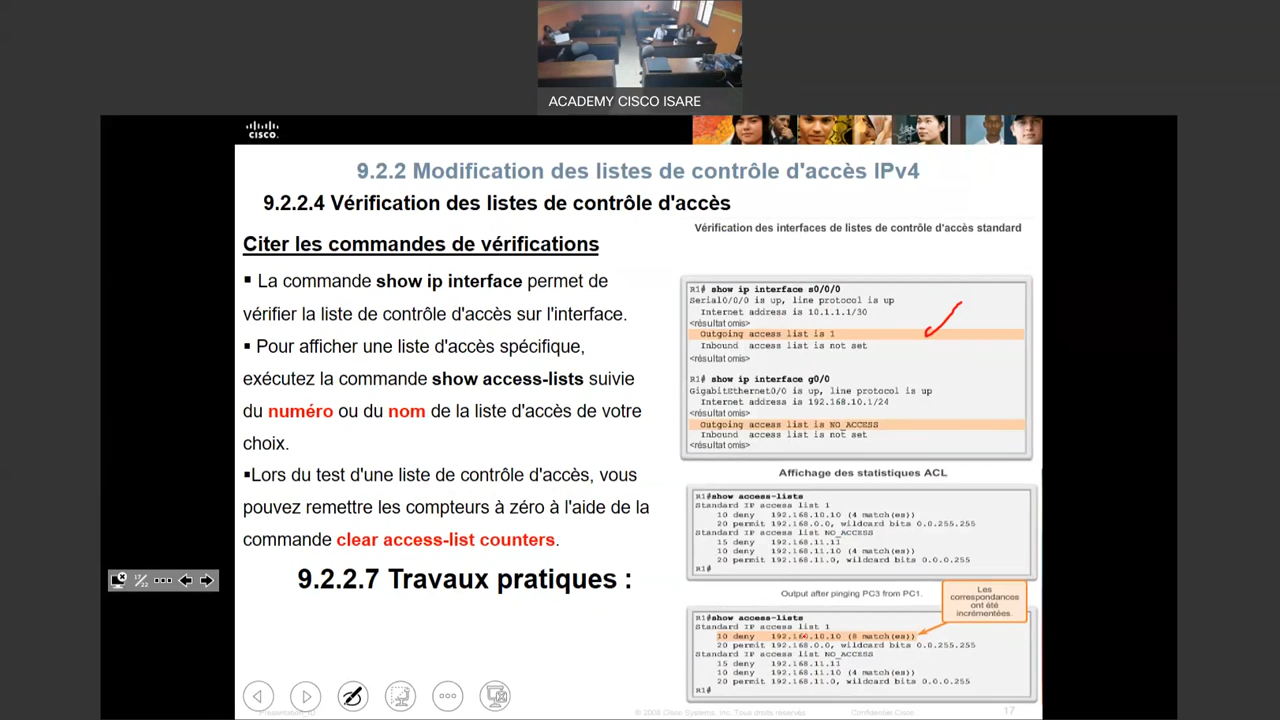 ACADEMY CISCO ISARE
CISCO
9.2.2 Modification des listes de contrôle d'accès IPv4
9.2.2.4 Vérification des listes de contrôle d'accès
Citer les commandes de vérifications
▪ La commande show ip interface permet de
vérifier la liste de contrôle d'accès sur l'interface.
▪ Pour afficher une liste d'accès spécifique,
exécutez la commande show access-lists suivie
du numéro ou du nom de la liste d'accès de votre
choix.
▪Lors du test d'une liste de contrôle d'accès, vous
pouvez remettre les compteurs à zéro à l'aide de la
commande clear access-list counters.
9.2.2.7 Travaux pratiques :
Vérification des interfaces de listes de contrôle d'accès standard
R1# show ip interface s0/0/0
Serial0/0/0 is up, line protocol is up
Internet address is 10.1.1.1/30
<résultat omis>
Outgoing access list is 1
Inbound access list is not set
<résultat omis>
R1# show ip interface g0/0
GigabitEthernet0/0 is up, line protocol is up
Internet address is 192.168.10.1/24
<résultat omis>
Outgoing access list is NO_ACCESS
Inbound access list is not set
<résultat omis>
Affichage des statistiques ACL
R1#show access-lists
Standard IP access list 1
10 deny 192.168.10.10 (4 match(es))
20 permit 192.168.0.0, wildcard bits 0.0.255.255
Standard IP access list NO_ACCESS
15 deny 192.168.11.11
10 deny 192.168.11.10 (4 match(es))
20 permit 192.168.11.0, wildcard bits 0.0.0.255
R1#
Output after pinging PC3 from PC1.
Les
correspondances
ont été
incrémentées.
R1#show access-lists
Standard IP access list 1
10 deny 192.168.10.10 (8 match(es))
20 permit 192.168.0.0, wildcard bits 0.0.255.255
Standard IP access list NO_ACCESS
15 deny 192.168.11.11
10 deny 192.168.11.10 (4 match(es))
20 permit 192.168.11.0, wildcard bits 0.0.0.255
R1#
17/22
Presentation_ID
© 2008 Cisco Systems, Inc. Tous droits réservés
Confidentiel Cisco
17